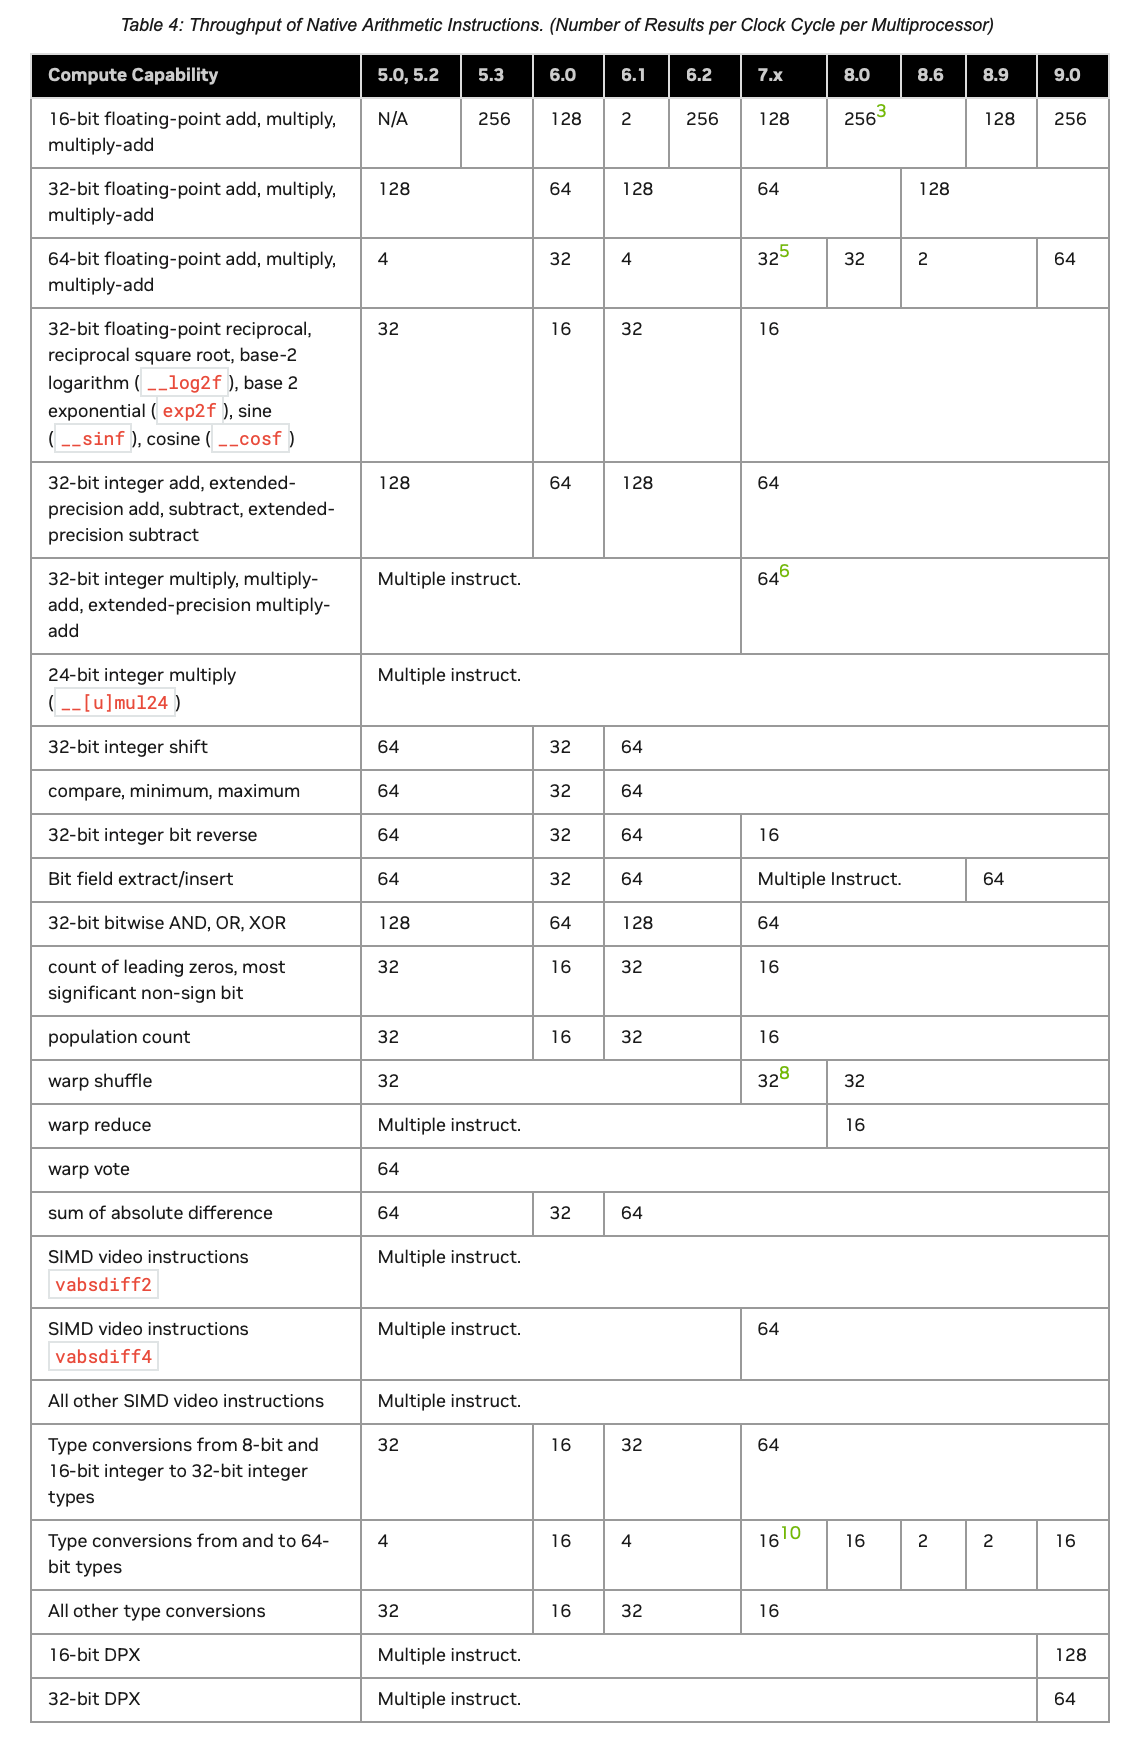 Table 4: Throughput of Native Arithmetic Instructions. (Number of Results per Clock Cycle per Multiprocessor)
Compute Capability 5.0, 5.2 5.3 6.0 6.1 6.2 7.x 8.0 8.6 8.9 9.0
16-bit floating-point add, multiply, N/A 256 128 2 256 128 256³ 128 256
multiply-add
32-bit floating-point add, multiply, 128 64 128 64 128
multiply-add
64-bit floating-point add, multiply, 4 32 4 32⁵ 32 2 64
multiply-add
32-bit floating-point reciprocal, 32 16 32 16
reciprocal square root, base-2
logarithm (__log2f), base 2
exponential (exp2f), sine
(__sinf), cosine (__cosf)
32-bit integer add, extended- 128 64 128 64
precision add, subtract, extended-
precision subtract
32-bit integer multiply, multiply- Multiple instruct. 64⁶
add, extended-precision multiply-
add
24-bit integer multiply Multiple instruct.
(__[u]mul24)
32-bit integer shift 64 32 64
compare, minimum, maximum 64 32 64
32-bit integer bit reverse 64 32 64 16
Bit field extract/insert 64 32 64 Multiple Instruct. 64
32-bit bitwise AND, OR, XOR 128 64 128 64
count of leading zeros, most 32 16 32 16
significant non-sign bit
population count 32 16 32 16
warp shuffle 32 32⁸ 32
warp reduce Multiple instruct. 16
warp vote 64
sum of absolute difference 64 32 64
SIMD video instructions Multiple instruct.
vabsdiff2
SIMD video instructions Multiple instruct. 64
vabsdiff4
All other SIMD video instructions Multiple instruct.
Type conversions from 8-bit and 32 16 32 64
16-bit integer to 32-bit integer
types
Type conversions from and to 64- 4 16 4 16¹⁰ 16 2 2 16
bit types
All other type conversions 32 16 32 16
16-bit DPX Multiple instruct. 128
32-bit DPX Multiple instruct. 64